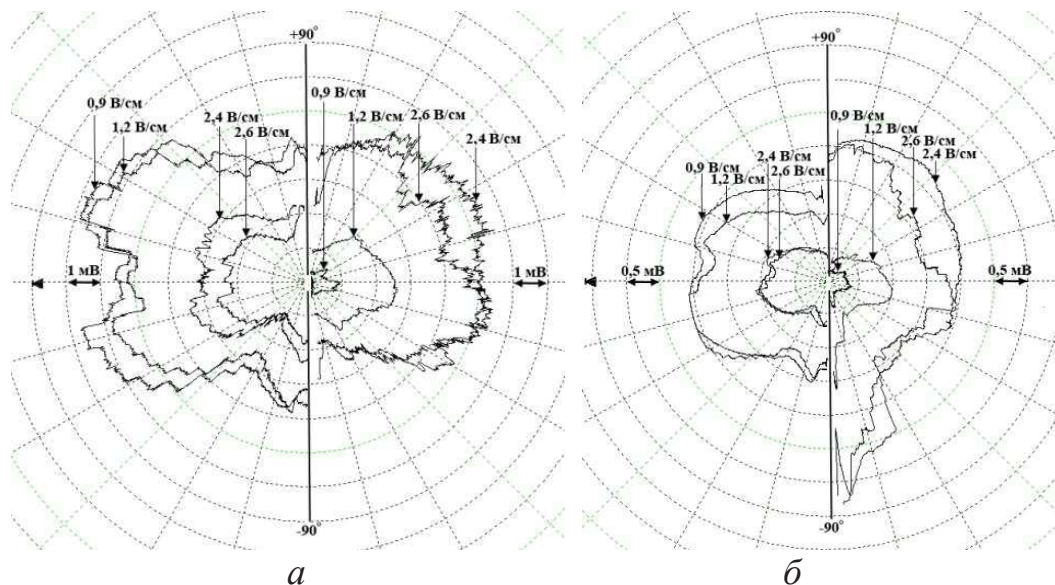 +90°
0,9 В/см
1,2 В/см
2,4 В/см
2,6 В/см
0,9 В/см
1,2 В/см
2,6 В/см
2,4 В/см
1 мВ
1 мВ
-90°
а
+90°
0,9 В/см
1,2 В/см
2,4 В/см
2,6 В/см
0,9 В/см
1,2 В/см
2,6 В/см
2,4 В/см
0,5 мВ
0,5 мВ
-90°
б